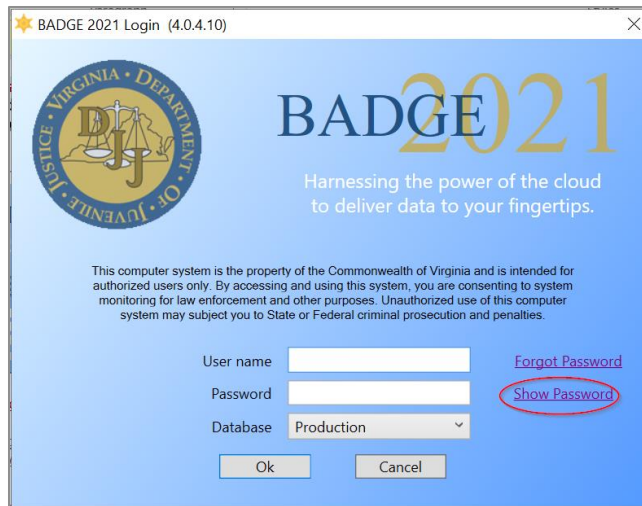 BADGE 2021 Login (4.0.4.10)
VIRGINIA • DEPARTMENT • OF • JUVENILE • JUSTICE •
DJJ
BADGE 2021
Harnessing the power of the cloud
to deliver data to your fingertips.
This computer system is the property of the Commonwealth of Virginia and is intended for
authorized users only. By accessing and using this system, you are consenting to system
monitoring for law enforcement and other purposes. Unauthorized use of this computer
system may subject you to State or Federal criminal prosecution and penalties.
User name Forgot Password
Password Show Password
Database Production
Ok Cancel